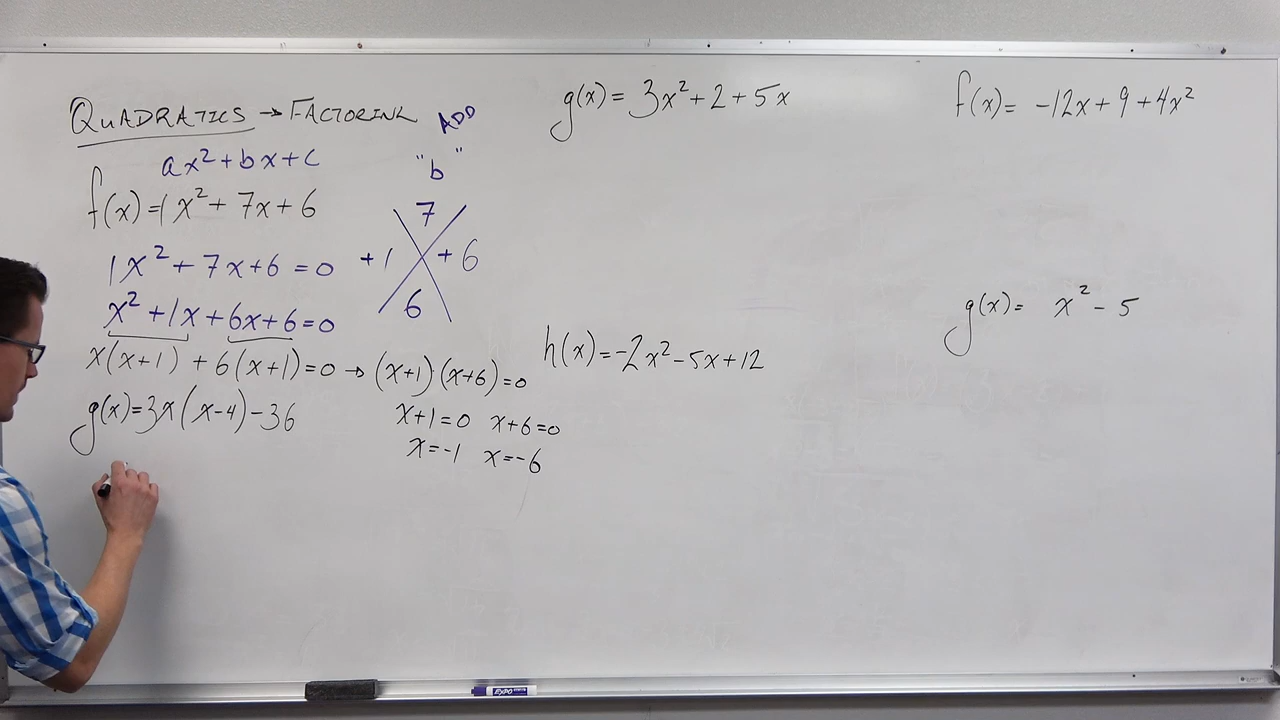 QUADRATICS → FACTORING
ax² + bx + c
f(x) = 1x² + 7x + 6
1x² + 7x + 6 = 0
x² + 1x + 6x + 6 = 0
x(x+1) + 6(x+1) = 0 → (x+1)(x+6) = 0
x+1 = 0 x+6 = 0
x = -1 x = -6
g(x) = 3x(x-4) - 36
ADD
"b"
7
+1 +6
6
g(x) = 3x² + 2 + 5x
h(x) = -2x² - 5x + 12
f(x) = -12x + 9 + 4x²
g(x) = x² - 5
EXPO